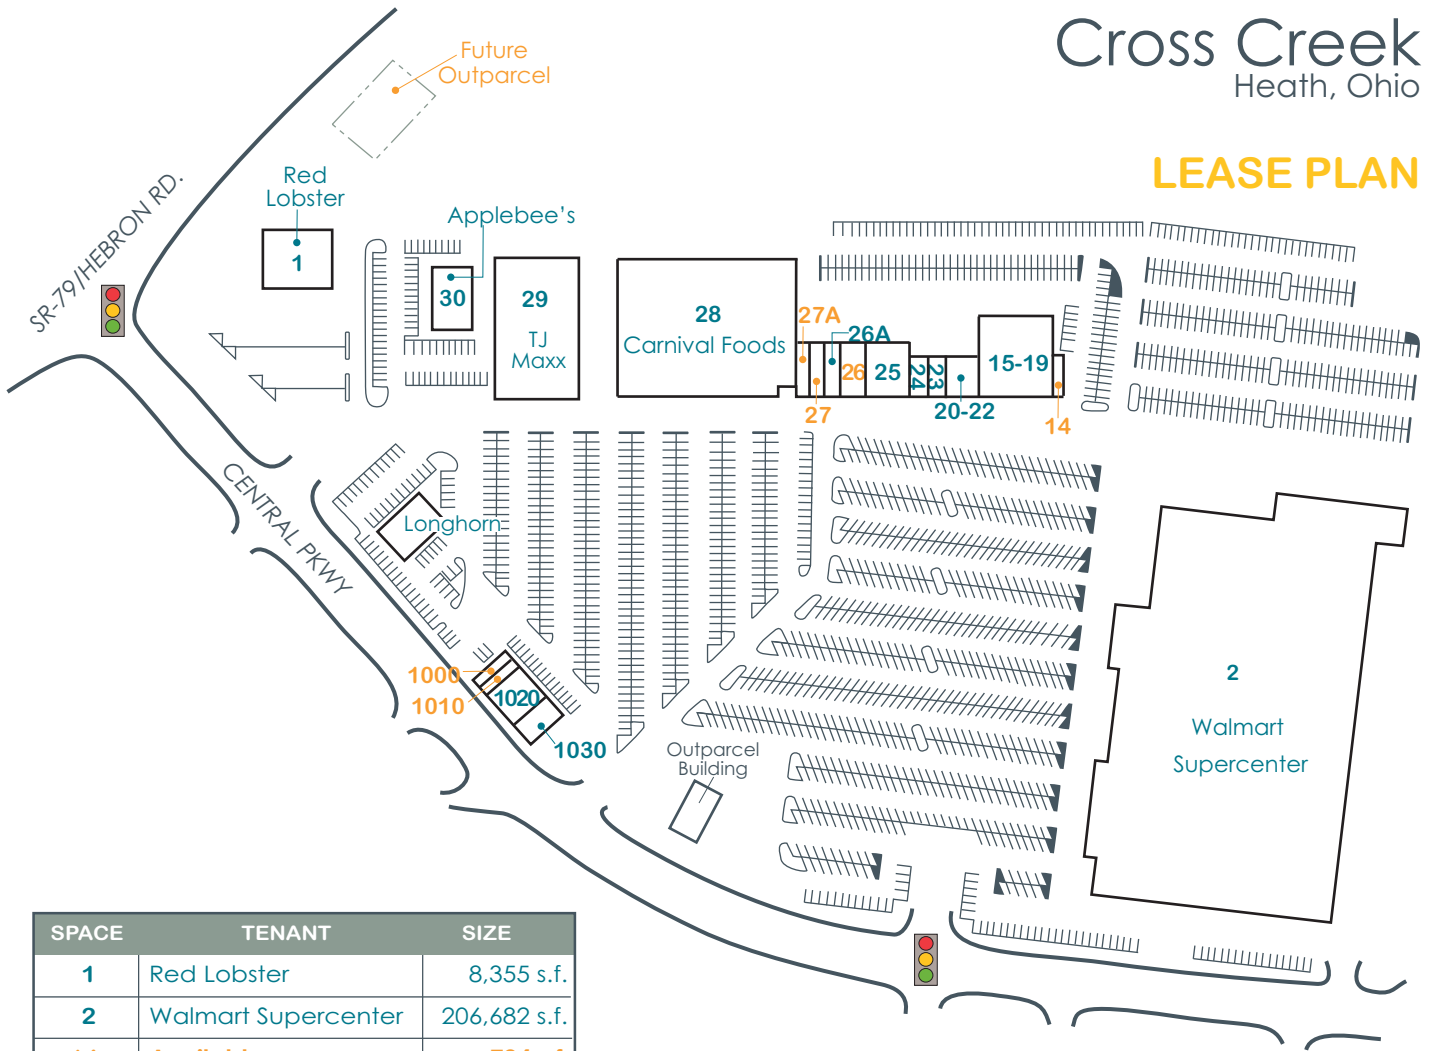 Cross Creek
Heath, Ohio
LEASE PLAN
Future
Outparcel
SR-79/HEBRON RD.
Red
Lobster
1
Applebee's
30
29
TJ
Maxx
28
Carnival Foods
27A
26A
27
26
25
24
23
20-22
15-19
14
CENTRAL PKWY
Longhorn
1000
1010
1020
1030
Outparcel
Building
2
Walmart
Supercenter
SPACE TENANT SIZE
1 Red Lobster 8,355 s.f.
2 Walmart Supercenter 206,682 s.f.